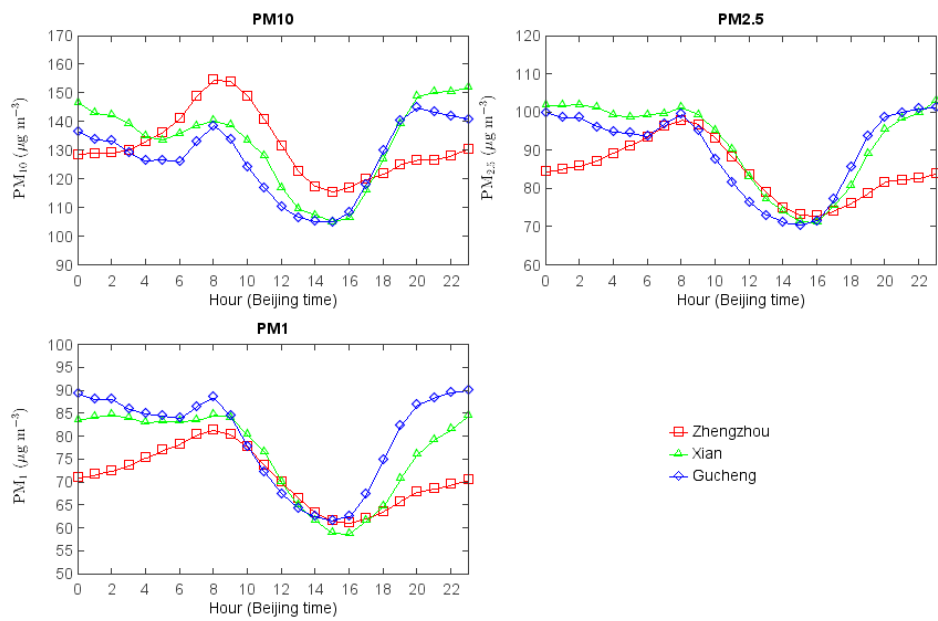 PM10
170
160
150
140
130
120
110
100
90
PM10 (μg m−3)
0 2 4 6 8 10 12 14 16 18 20 22
Hour (Beijing time)
PM2.5
120
110
100
90
80
70
60
PM2.5 (μg m−3)
0 2 4 6 8 10 12 14 16 18 20 22
Hour (Beijing time)
PM1
100
95
90
85
80
75
70
65
60
55
50
PM1 (μg m−3)
0 2 4 6 8 10 12 14 16 18 20 22
Hour (Beijing time)
Zhengzhou
Xian
Gucheng